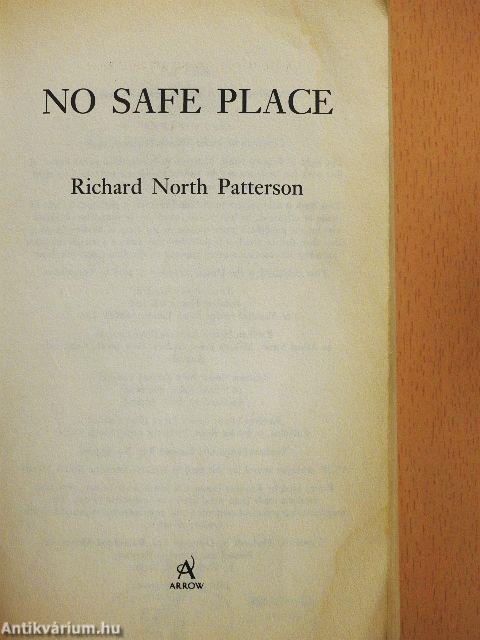 NO SAFE PLACE
Richard North Patterson
ARROW
Antikvárium.hu